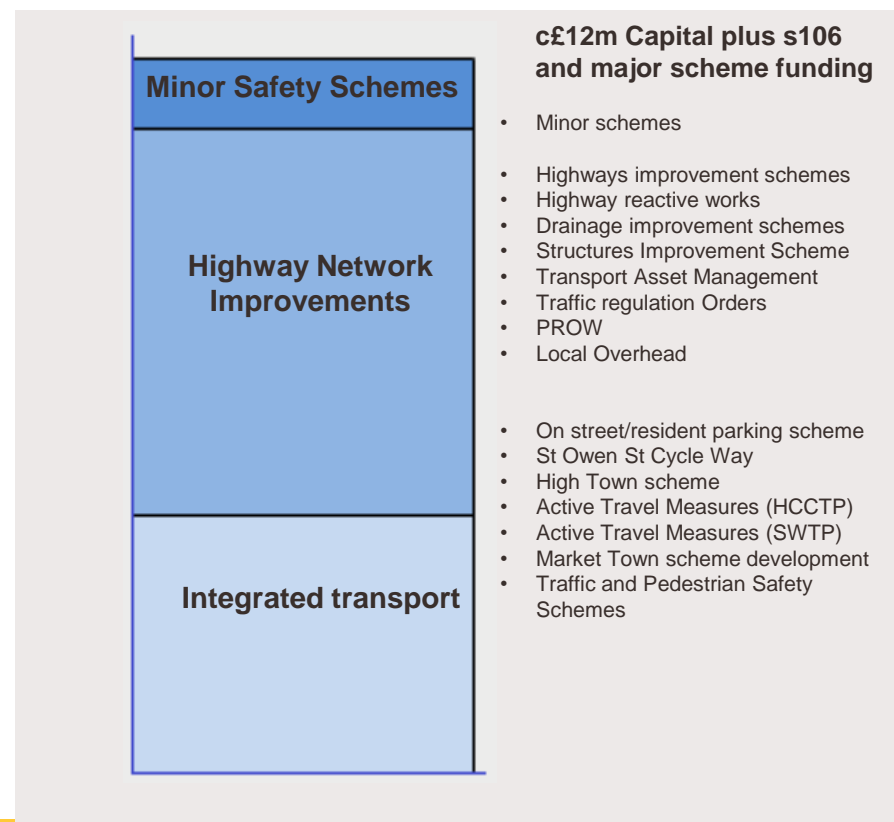 c£12m Capital plus s106
and major scheme funding
Minor Safety Schemes
• Minor schemes
Highway Network
Improvements
• Highways improvement schemes
• Highway reactive works
• Drainage improvement schemes
• Structures Improvement Scheme
• Transport Asset Management
• Traffic regulation Orders
• PROW
• Local Overhead
Integrated transport
• On street/resident parking scheme
• St Owen St Cycle Way
• High Town scheme
• Active Travel Measures (HCCTP)
• Active Travel Measures (SWTP)
• Market Town scheme development
• Traffic and Pedestrian Safety
Schemes